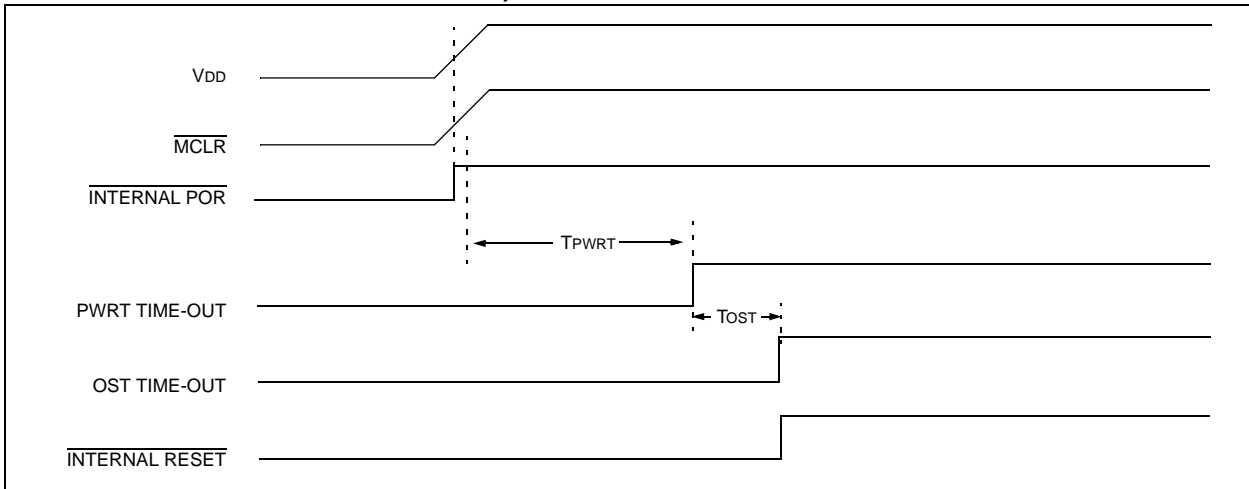 VDD
MCLR
INTERNAL POR
TPWRT
PWRT TIME-OUT
TOST
OST TIME-OUT
INTERNAL RESET